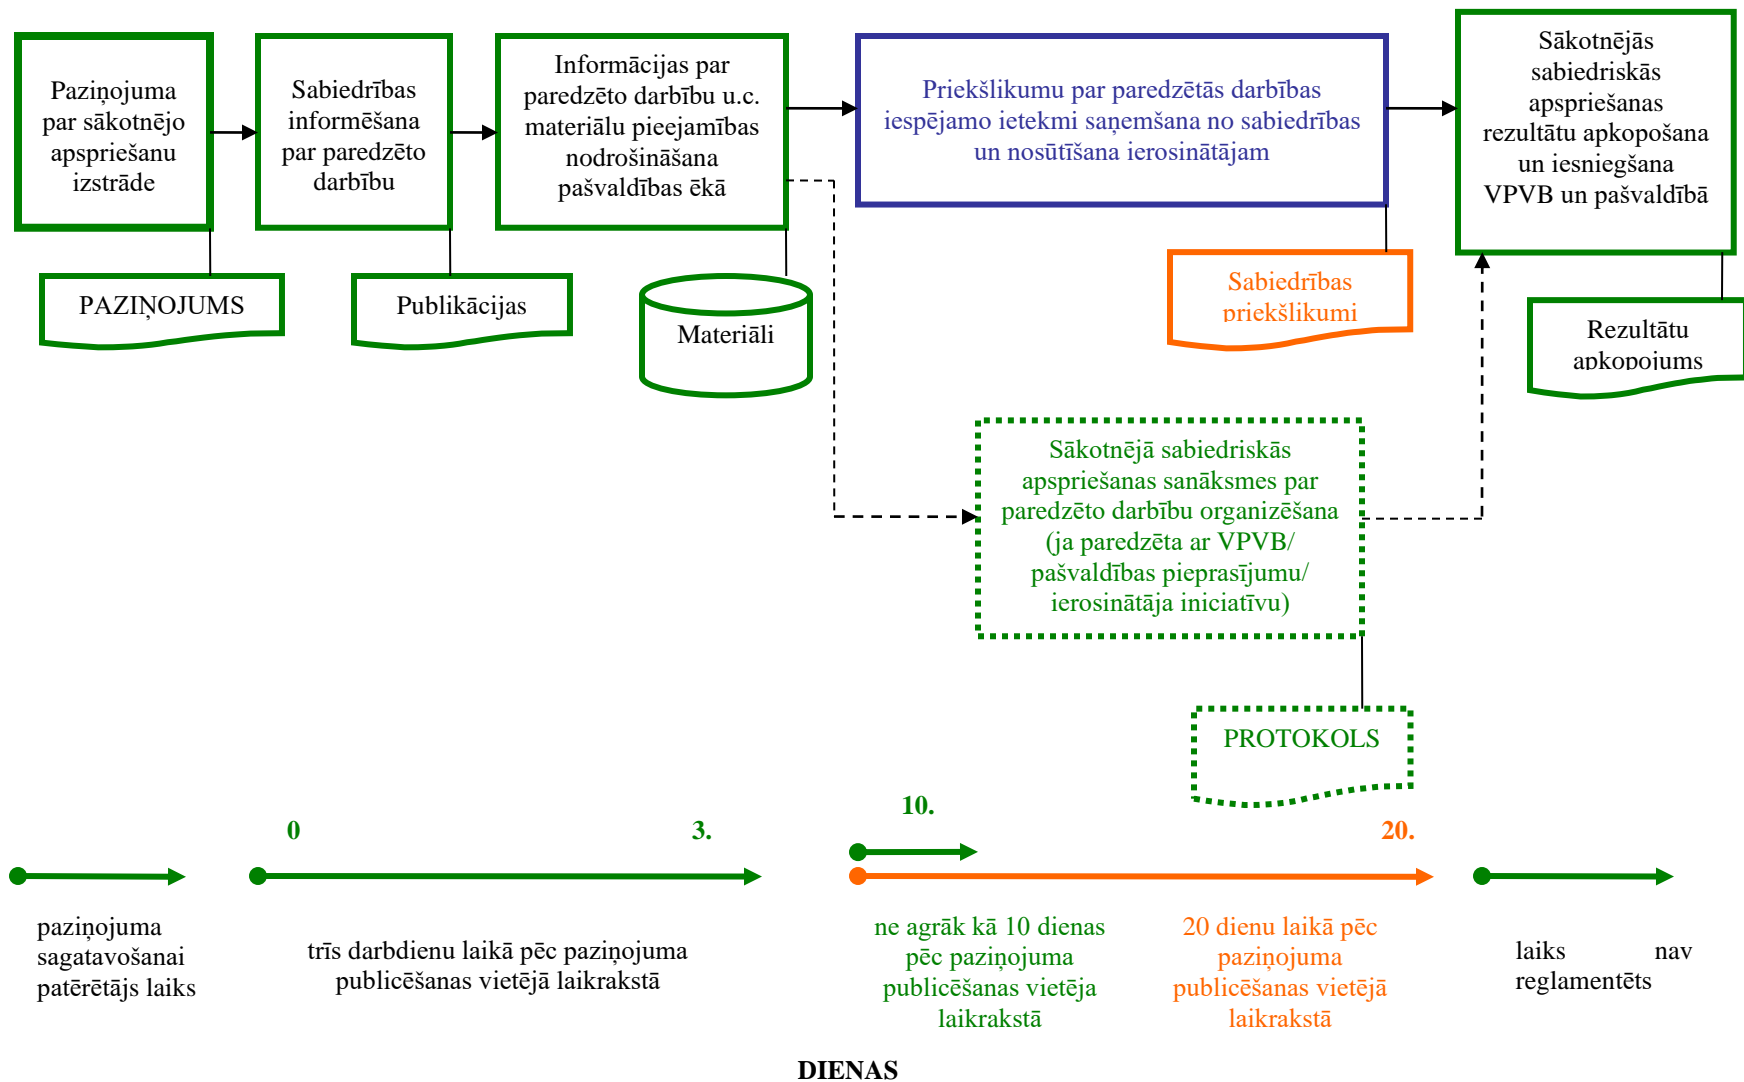 Paziņojuma
par sākotnējo
apspriešanu
izstrāde
Sabiedrības
informēšana
par paredzēto
darbību
Informācijas par
paredzēto darbību u.c.
materiālu pieejamības
nodrošināšana
pašvaldības ēkā
Priekšlikumu par paredzētās darbības
iespējamo ietekmi saņemšana no sabiedrības
un nosūtīšana ierosinātājam
Sākotnējās
sabiedriskās
apspriešanas
rezultātu apkopošana
un iesniegšana
VPVB un pašvaldībā
PAZIŅOJUMS
Publikācijas
Materiāli
Sabiedrības
priekšlikumi
Rezultātu
apkopojums
Sākotnējā sabiedriskās
apspriešanas sanāksmes par
paredzēto darbību organizēšana
(ja paredzēta ar VPVB/
pašvaldības pieprasījumu/
ierosinātāja iniciatīvu)
PROTOKOLS
0
3.
10.
20.
paziņojuma
sagatavošanai
patērētājs laiks
trīs darbdienu laikā pēc paziņojuma
publicēšanas vietējā laikrakstā
ne agrāk kā 10 dienas
pēc paziņojuma
publicēšanas vietēja
laikrakstā
20 dienu laikā pēc
paziņojuma
publicēšanas vietējā
laikrakstā
laiks nav
reglamentēts
DIENAS